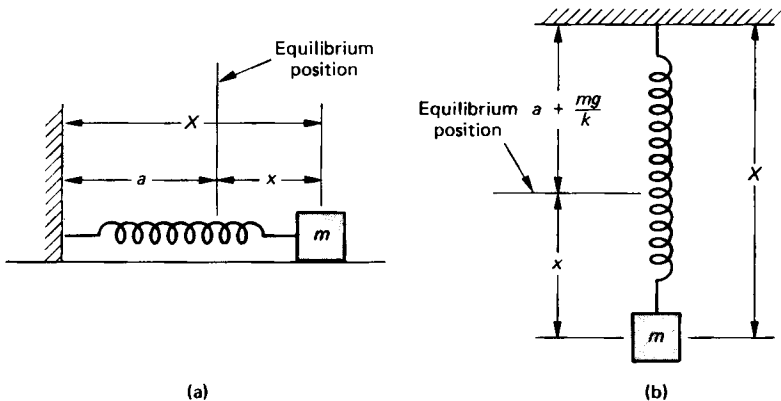 Equilibrium
position
X
a
x
m
(a)
Equilibrium
position
a + mg/k
x
X
m
(b)